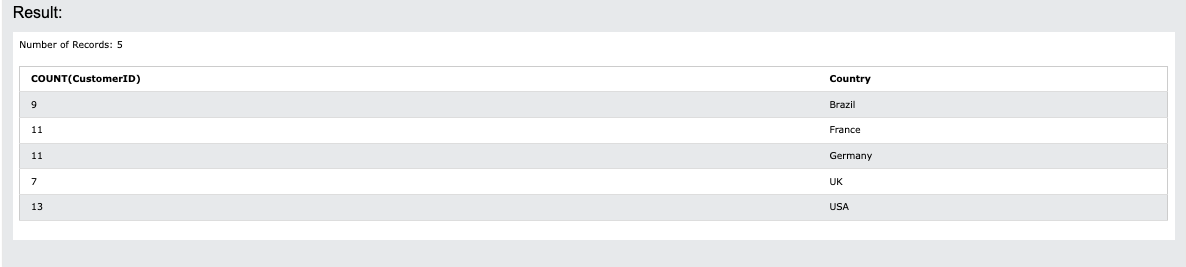 Result:
Number of Records: 5
COUNT(CustomerID) Country
9 Brazil
11 France
11 Germany
7 UK
13 USA